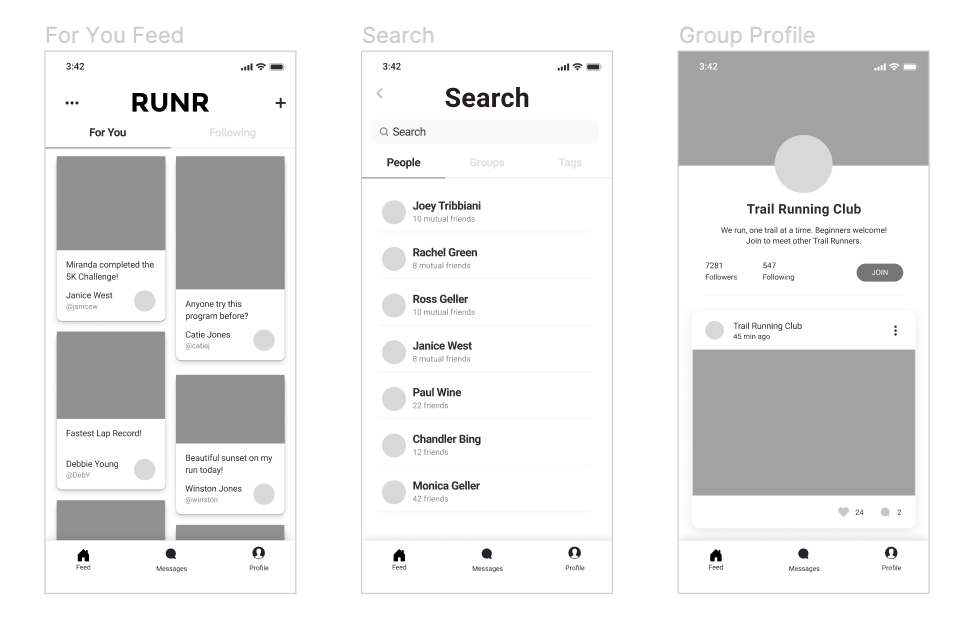 For You Feed
3:42
RUNR
For You
Following
Miranda completed the
5K Challenge!
Janice West
@janicew
Anyone try this
program before?
Catie Jones
@catiej
Fastest Lap Record!
Debbie Young
@DebY
Beautiful sunset on my
run today!
Winston Jones
@winston
Feed
Messages
Profile
Search
3:42
Search
Search
People
Groups
Tags
Joey Tribbiani
10 mutual friends
Rachel Green
8 mutual friends
Ross Geller
10 mutual friends
Janice West
8 mutual friends
Paul Wine
22 friends
Chandler Bing
12 friends
Monica Geller
42 friends
Feed
Messages
Profile
Group Profile
3:42
Trail Running Club
We run, one trail at a time. Beginners welcome!
Join to meet other Trail Runners.
7281
Followers
547
Following
JOIN
Trail Running Club
45 min ago
24
2
Feed
Messages
Profile